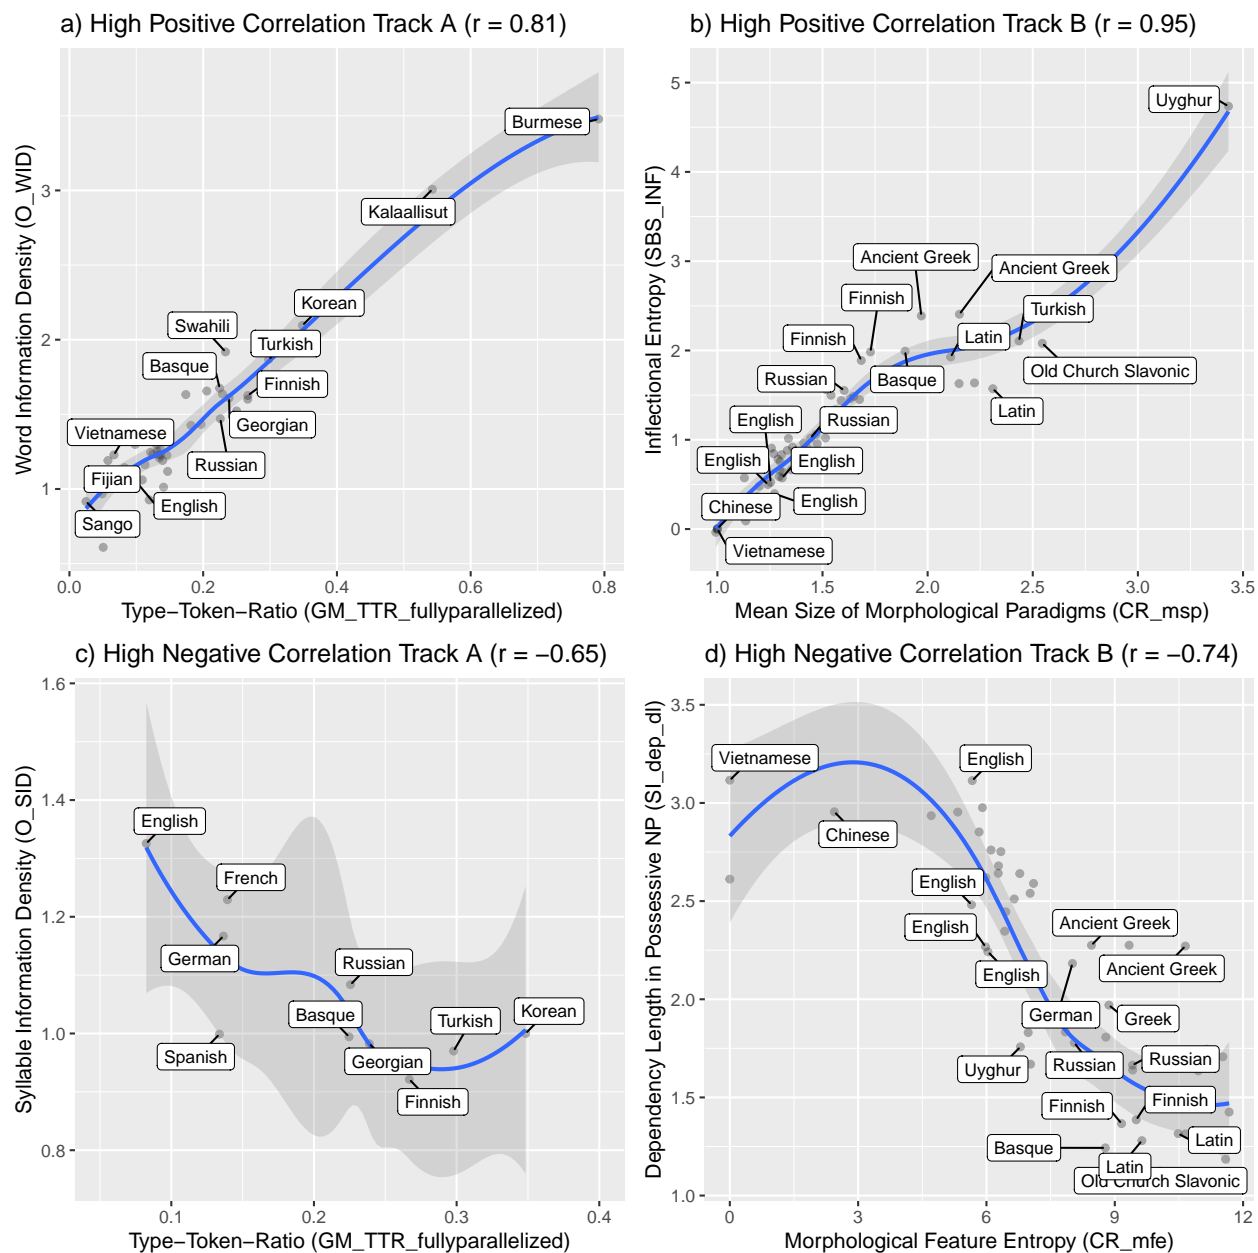 a) High Positive Correlation Track A (r = 0.81)
Word Information Density (O_WID)
3
2
1
Burmese
Kalaallisut
Korean
Swahili
Turkish
Basque
Finnish
Georgian
Vietnamese
Russian
Fijian
English
Sango
0.0 0.2 0.4 0.6 0.8
Type−Token−Ratio (GM_TTR_fullyparallelized)
b) High Positive Correlation Track B (r = 0.95)
Inflectional Entropy (SBS_INF)
5
4
3
2
1
0
Uyghur
Ancient Greek
Ancient Greek
Finnish
Turkish
Finnish
Latin
Old Church Slavonic
Russian
Basque
Latin
English
Russian
English
English
English
Chinese
Vietnamese
1.0 1.5 2.0 2.5 3.0 3.5
Mean Size of Morphological Paradigms (CR_msp)
c) High Negative Correlation Track A (r = −0.65)
Syllable Information Density (O_SID)
1.6
1.4
1.2
1.0
0.8
English
French
German
Russian
Basque
Turkish
Korean
Spanish
Georgian
Finnish
0.1 0.2 0.3 0.4
Type−Token−Ratio (GM_TTR_fullyparallelized)
d) High Negative Correlation Track B (r = −0.74)
Dependency Length in Possessive NP (SI_dep_dl)
3.5
3.0
2.5
2.0
1.5
1.0
Vietnamese
English
Chinese
English
English
Ancient Greek
English
Ancient Greek
German
Greek
Uyghur
Russian
Russian
Finnish
Finnish
Basque
Latin
Latin
Old Church Slavonic
0 3 6 9 12
Morphological Feature Entropy (CR_mfe)